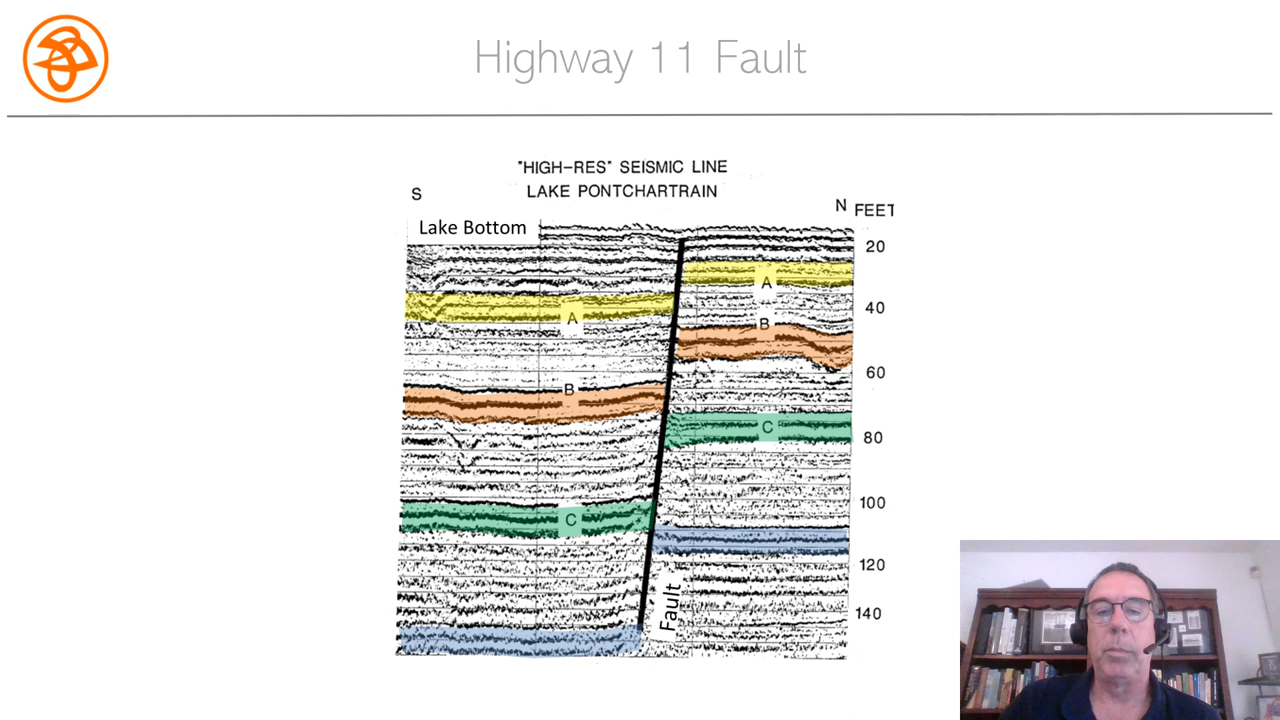 Highway 11 Fault
"HIGH-RES" SEISMIC LINE
LAKE PONTCHARTRAIN
S
N
FEET
Lake Bottom
20
A
A
40
B
60
B
C
80
100
C
120
Fault
140